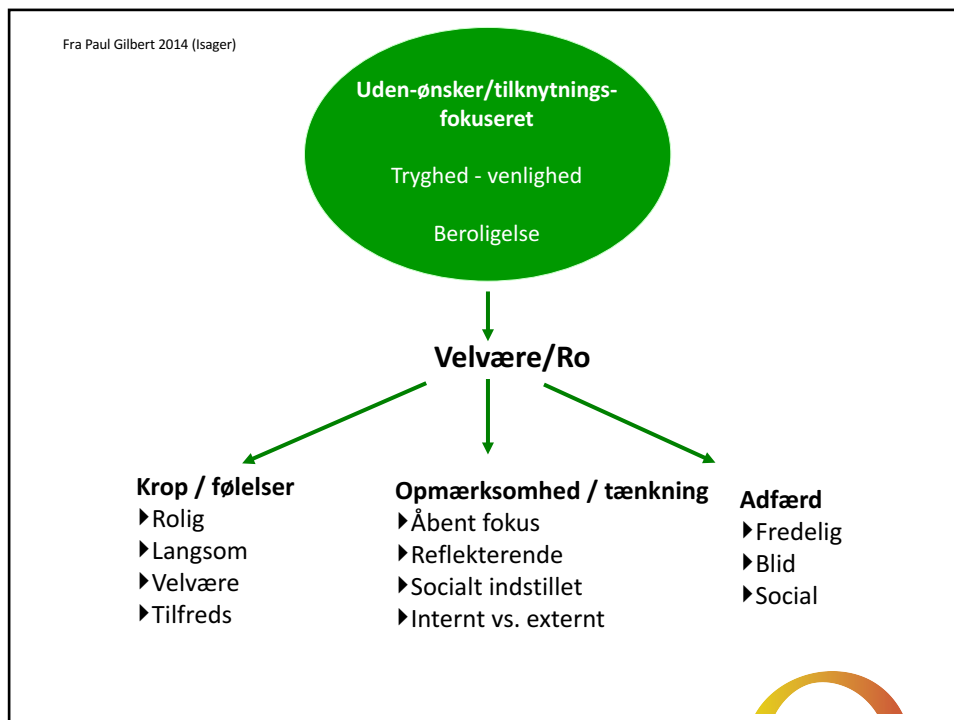 Fra Paul Gilbert 2014 (Isager)
Uden-ønsker/tilknytnings-
fokuseret
Tryghed - venlighed
Beroligelse
Velvære/Ro
Krop / følelser
Rolig
Langsom
Velvære
Tilfreds
Opmærksomhed / tænkning
Åbent fokus
Reflekterende
Socialt indstillet
Internt vs. externt
Adfærd
Fredelig
Blid
Social